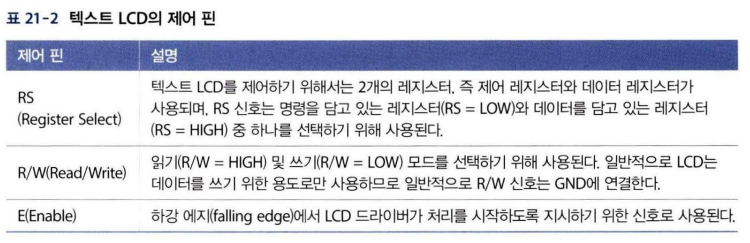 표 21-2 텍스트 LCD의 제어 핀
제어 핀
설명
RS
(Register Select)
텍스트 LCD를 제어하기 위해서는 2개의 레지스터, 즉 제어 레지스터와 데이터 레지스터가
사용되며, RS 신호는 명령을 담고 있는 레지스터(RS = LOW)와 데이터를 담고 있는 레지스터
(RS = HIGH) 중 하나를 선택하기 위해 사용된다.
R/W(Read/Write)
읽기(R/W = HIGH) 및 쓰기(R/W = LOW) 모드를 선택하기 위해 사용된다. 일반적으로 LCD는
데이터를 쓰기 위한 용도로만 사용하므로 일반적으로 R/W 신호는 GND에 연결한다.
E(Enable)
하강 에지(falling edge)에서 LCD 드라이버가 처리를 시작하도록 지시하기 위한 신호로 사용된다.